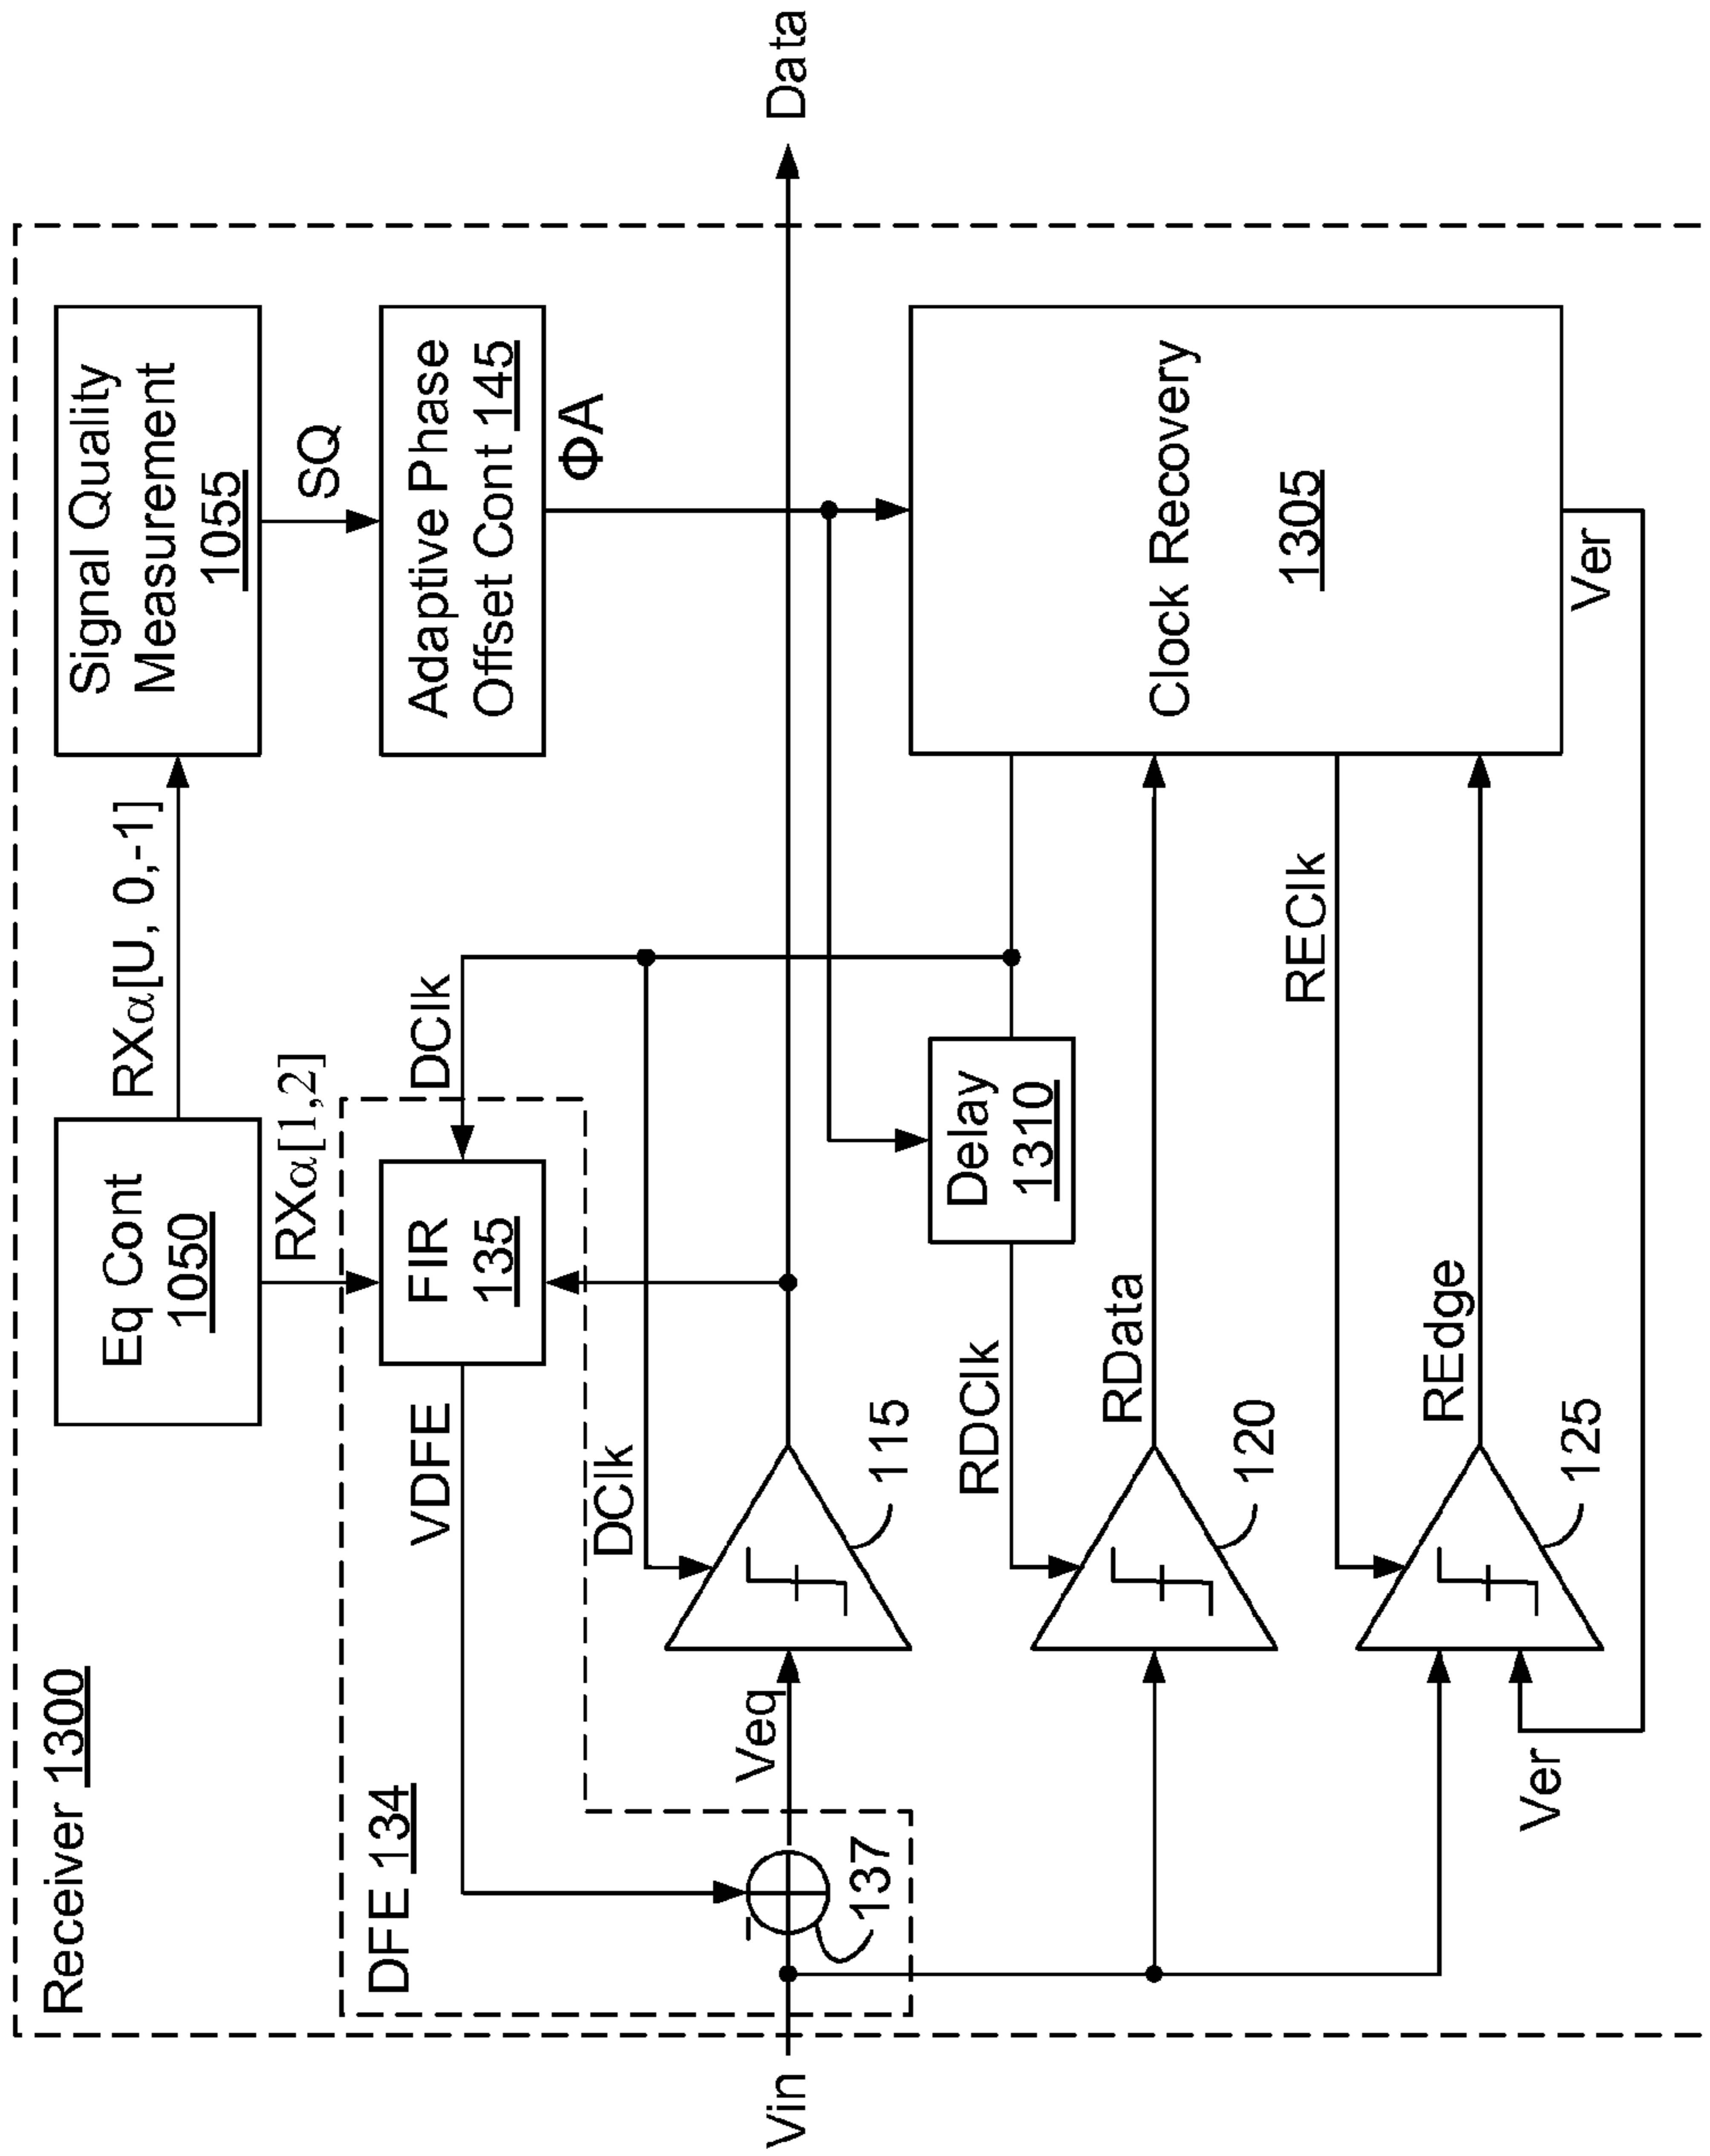 Receiver 1300
Eq Cont
1050
RXα[U, 0,-1]
Signal Quality
Measurement
1055
RXα[1,2]
SQ
DFE 134
VDFE
FIR
135
DClk
Adaptive Phase
Offset Cont 145
ΦA
DClk
Vin
137
Veq
115
Data
RDClk
Delay
1310
RData
120
Clock Recovery
1305
REClk
REdge
125
Ver
Ver